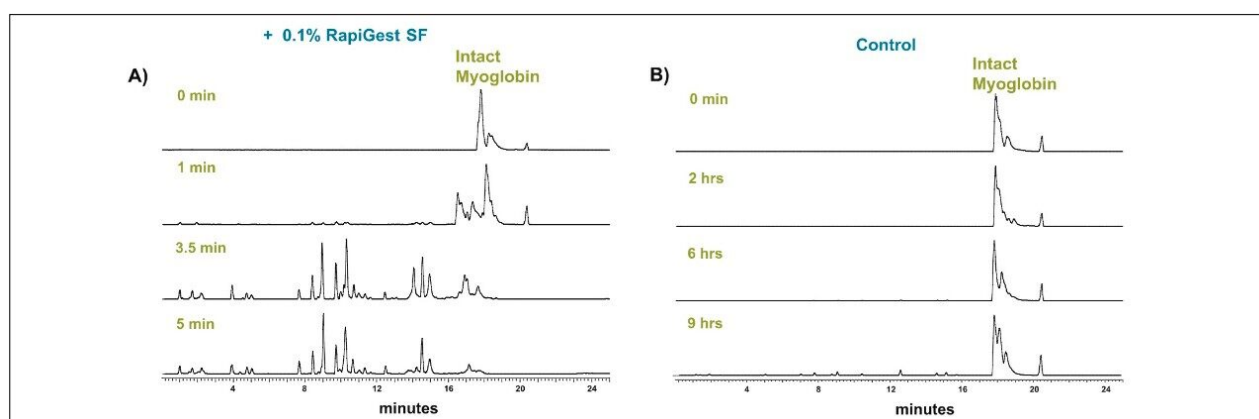 + 0.1% RapiGest SF
A)
Intact
Myoglobin
0 min
1 min
3.5 min
5 min
4 8 12 16 20 24
minutes
Control
B)
Intact
Myoglobin
0 min
2 hrs
6 hrs
9 hrs
4 8 12 16 20 24
minutes